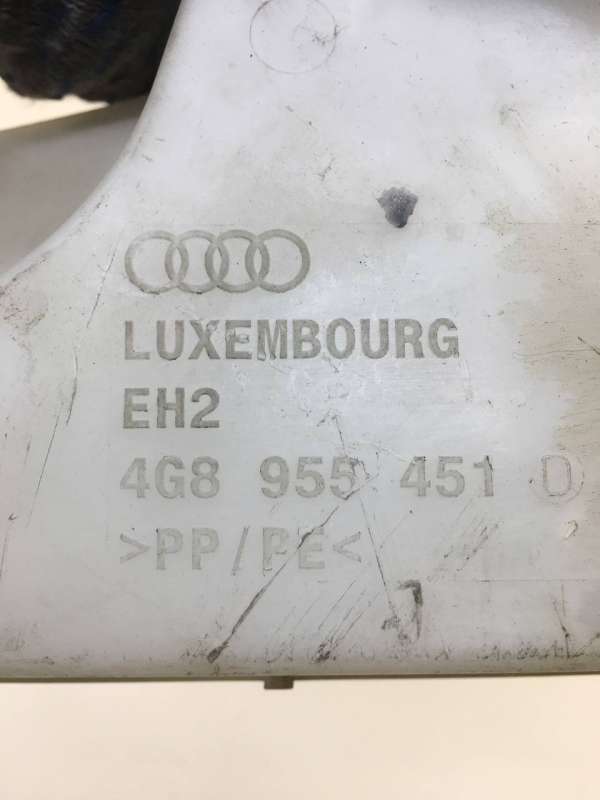 LUXEMBOURG
EH2
4G8 955 451 D
>PP/PE<